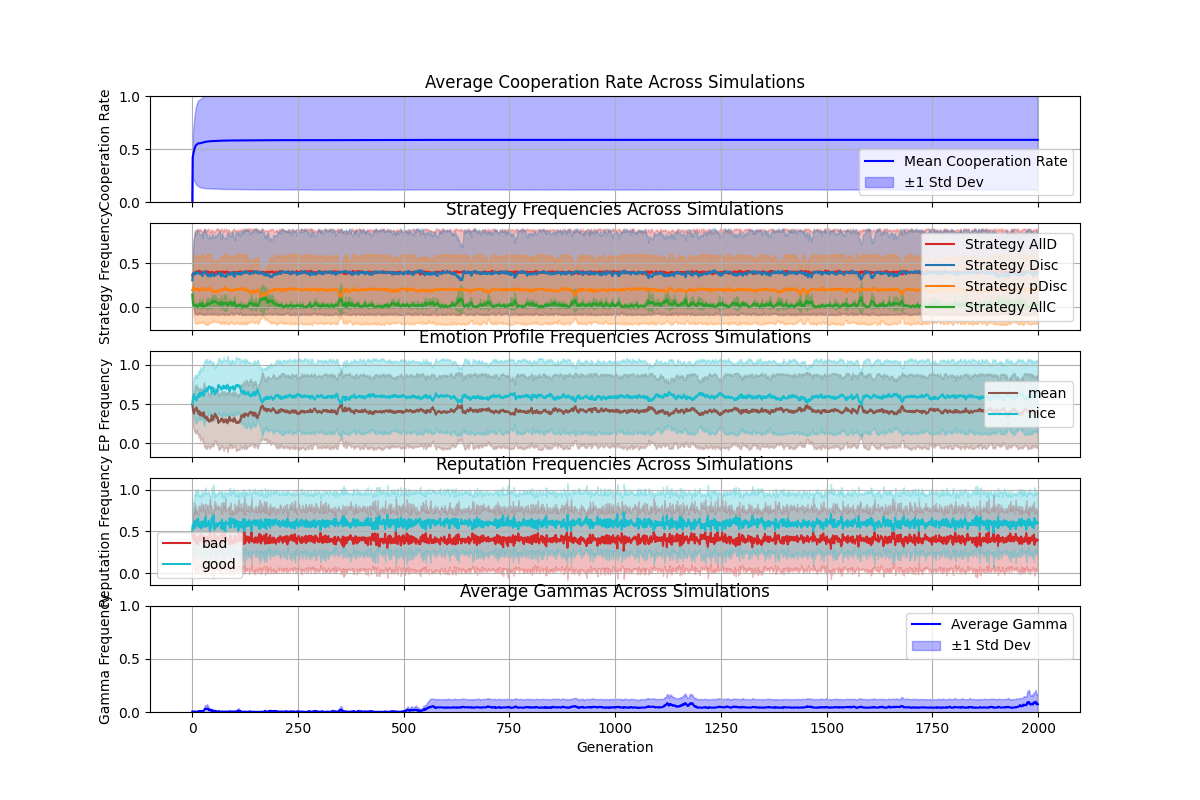 Average Cooperation Rate Across Simulations
Cooperation Rate
1.0
0.5
0.0
Mean Cooperation Rate
±1 Std Dev
Strategy Frequencies Across Simulations
Strategy Frequency
0.5
0.0
Strategy AllD
Strategy Disc
Strategy pDisc
Strategy AllC
Emotion Profile Frequencies Across Simulations
EP Frequency
1.0
0.5
0.0
mean
nice
Reputation Frequencies Across Simulations
Reputation Frequency
1.0
0.5
0.0
bad
good
Average Gammas Across Simulations
Gamma Frequency
1.0
0.5
0.0
Average Gamma
±1 Std Dev
0
250
500
750
1000
1250
1500
1750
2000
Generation